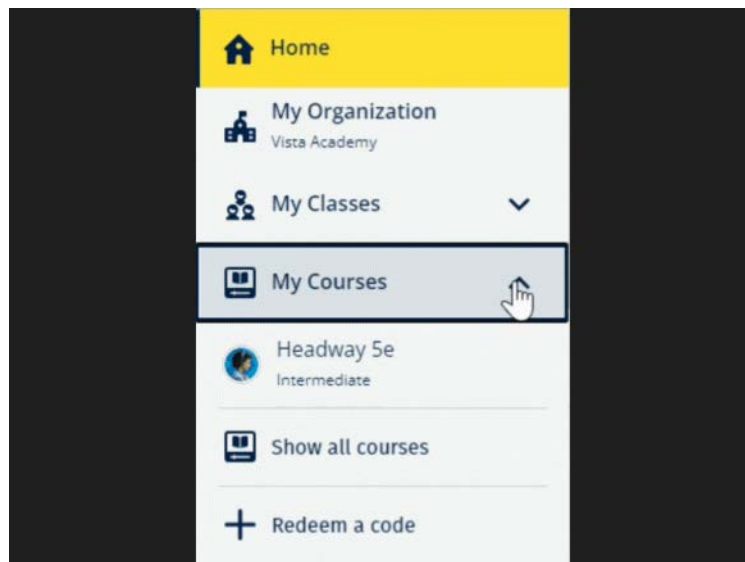 Home
My Organization
Vista Academy
My Classes
My Courses
Headway 5e
Intermediate
Show all courses
Redeem a code